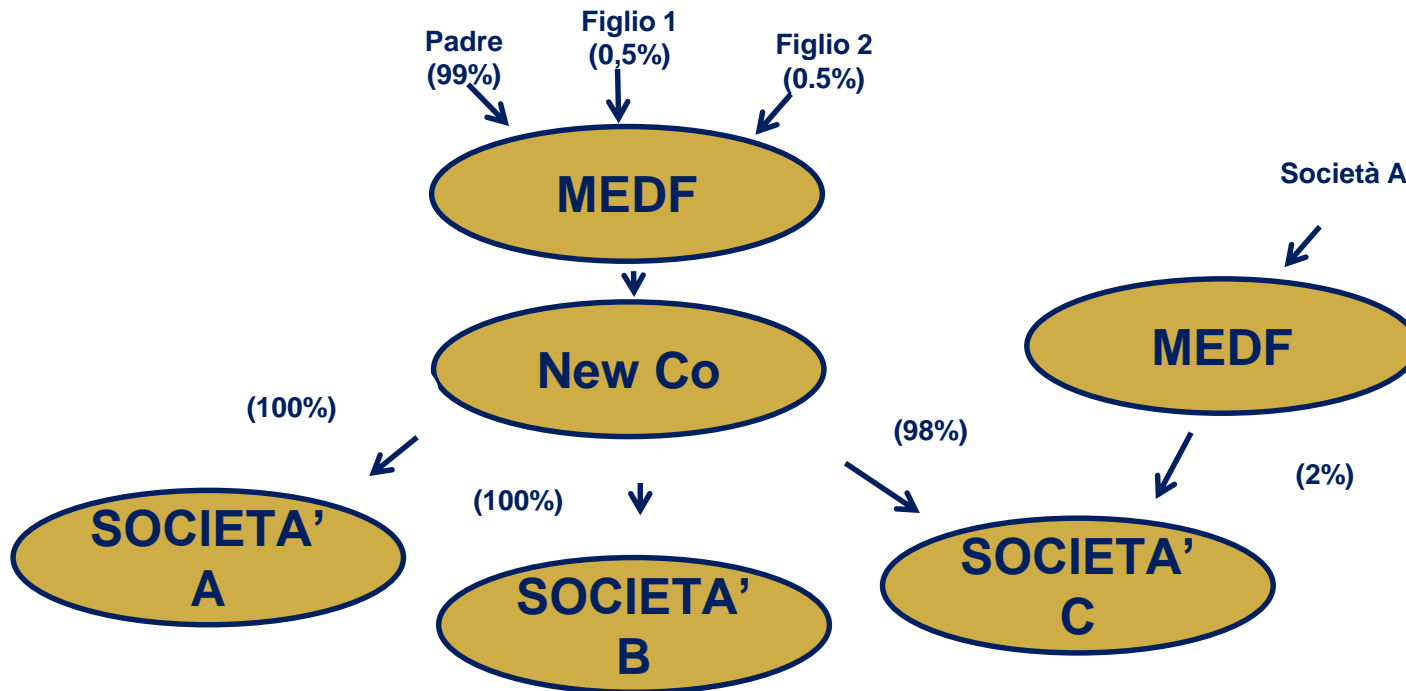 Padre
(99%)
Figlio 1
(0,5%)
Figlio 2
(0.5%)
MEDF
Società A
New Co
MEDF
(100%)
(100%)
(98%)
(2%)
SOCIETA’
A
SOCIETA’
B
SOCIETA’
C